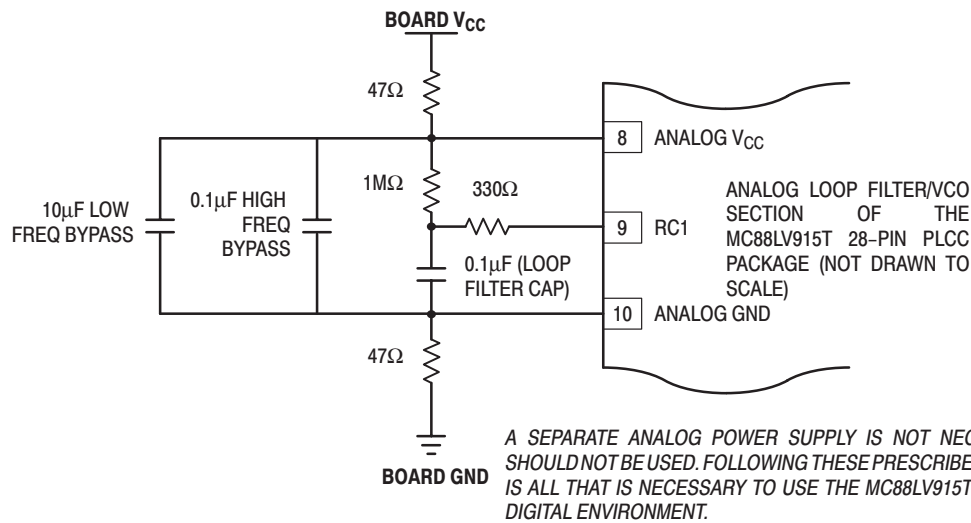 BOARD VCC
47Ω
8 ANALOG VCC
1MΩ
330Ω
0.1μF HIGH
FREQ
BYPASS
10μF LOW
FREQ BYPASS
9 RC1
ANALOG LOOP FILTER/VCO
SECTION OF THE
MC88LV915T 28-PIN PLCC
PACKAGE (NOT DRAWN TO
SCALE)
0.1μF (LOOP
FILTER CAP)
10 ANALOG GND
47Ω
BOARD GND
A SEPARATE ANALOG POWER SUPPLY IS NOT NEC
SHOULD NOT BE USED. FOLLOWING THESE PRESCRIBE
IS ALL THAT IS NECESSARY TO USE THE MC88LV915T
DIGITAL ENVIRONMENT.